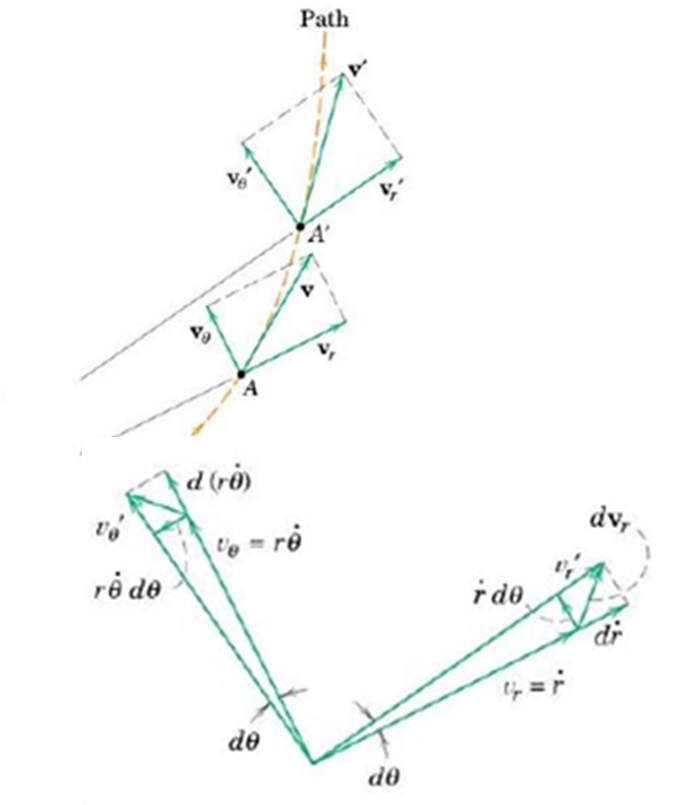 Path
v′
v_θ′
v_r′
A′
v
v_θ
v_r
A
d (rθ̇)
v_θ′
v_θ = rθ̇
rθ̇ dθ
dv_r
v_r′
ṙ dθ
dṙ
v_r = ṙ
dθ
dθ